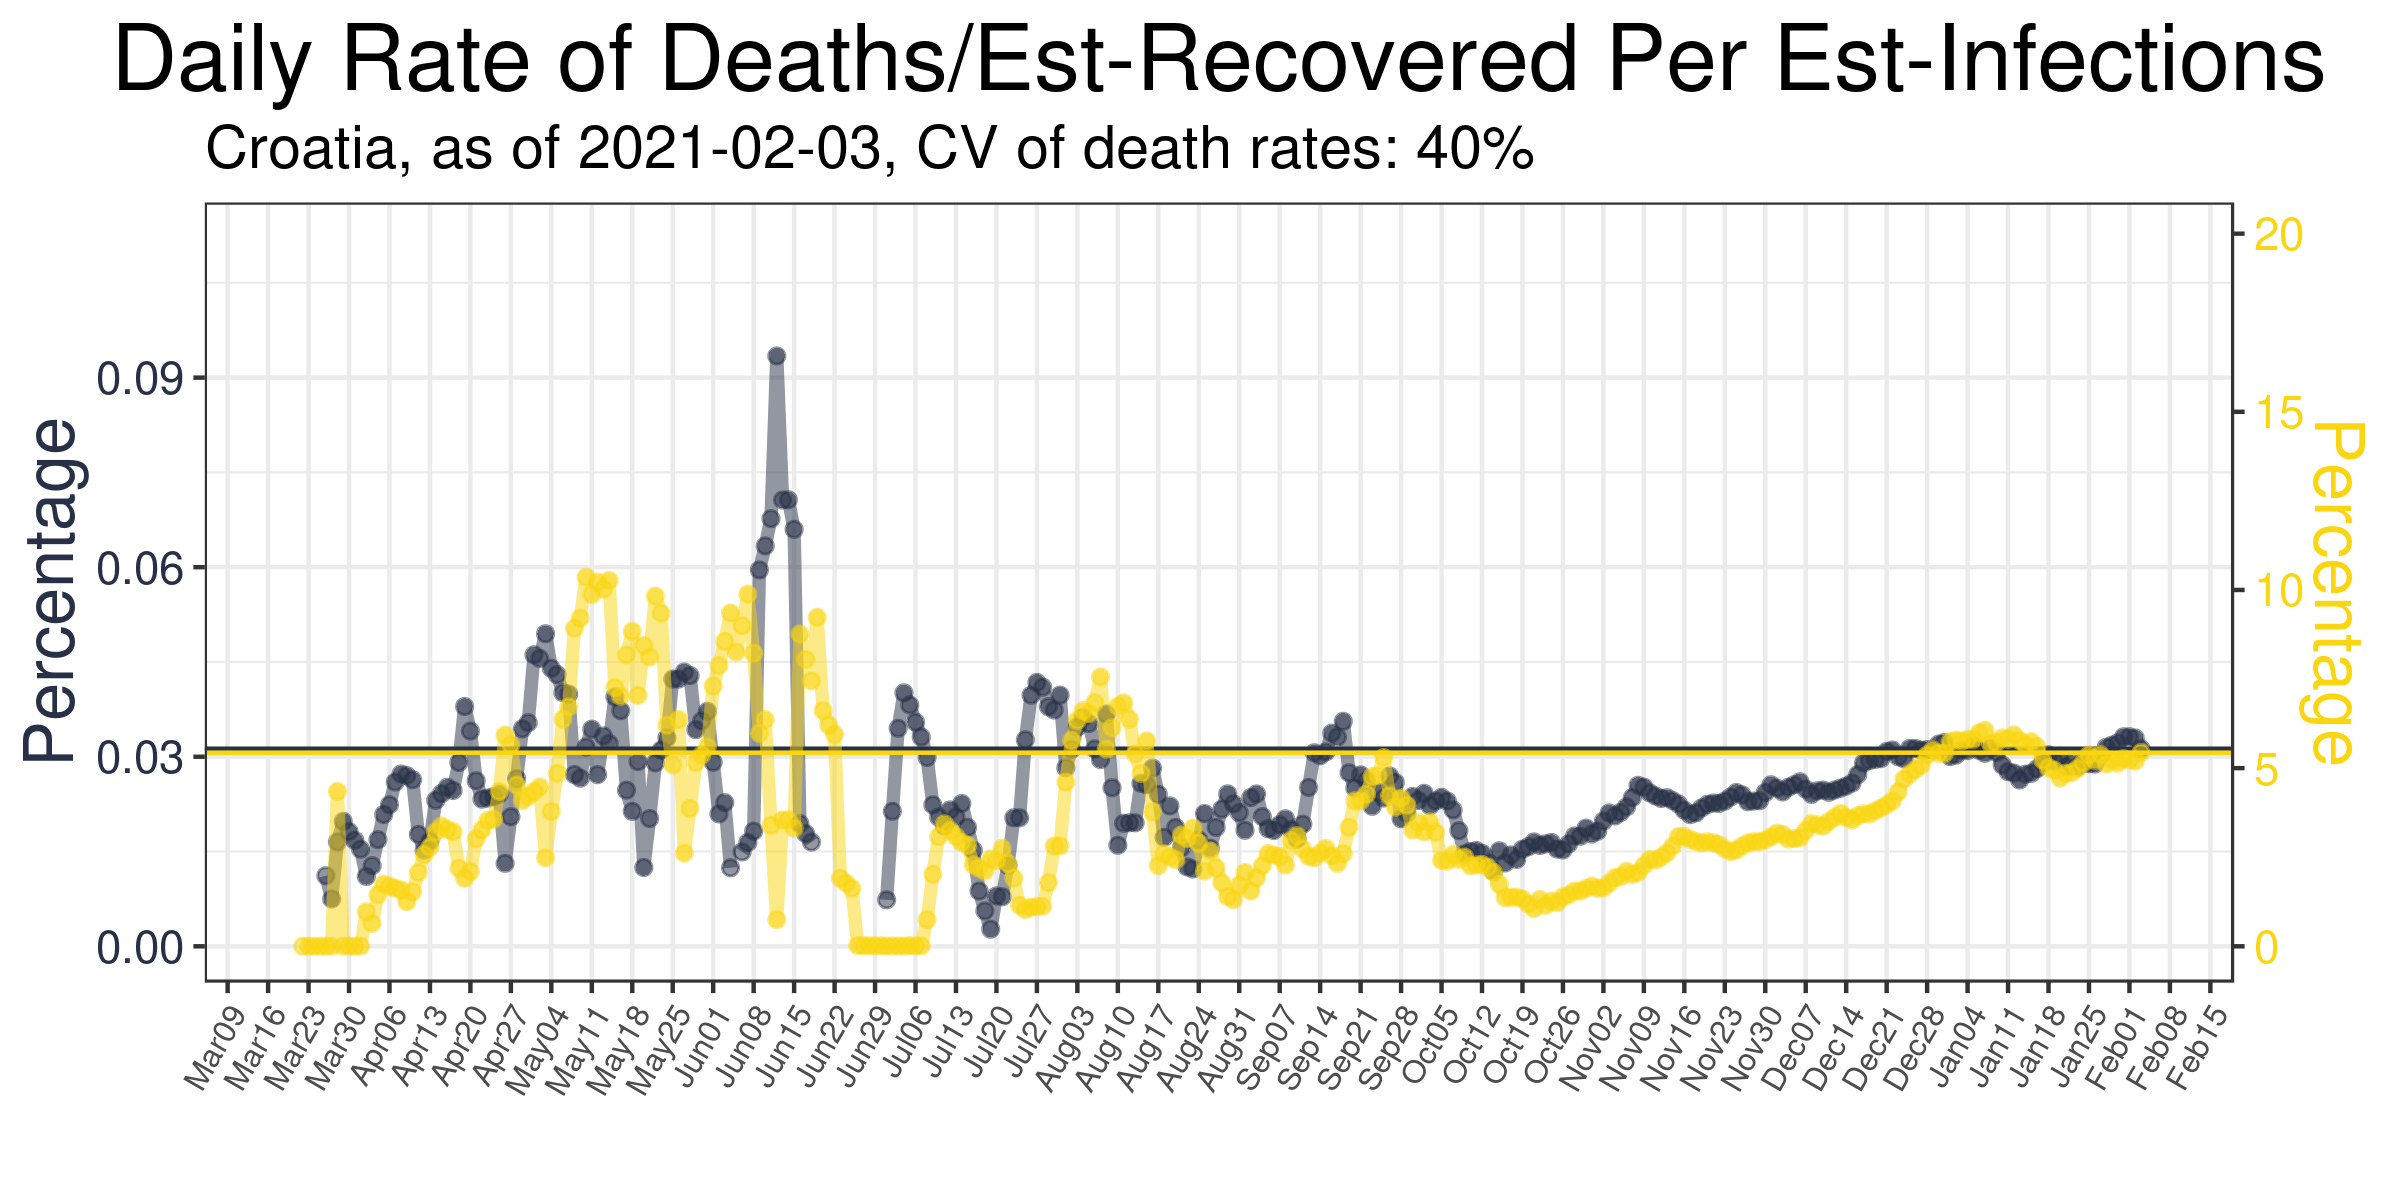 Daily Rate of Deaths/Est-Recovered Per Est-Infections
Croatia, as of 2021-02-03, CV of death rates: 40%
Percentage
0.09
0.06
0.03
0.00
20
15
10
5
0
Percentage
Mar09
Mar16
Mar23
Mar30
Apr06
Apr13
Apr20
Apr27
May04
May11
May18
May25
Jun01
Jun08
Jun15
Jun22
Jun29
Jul06
Jul13
Jul20
Jul27
Aug03
Aug10
Aug17
Aug24
Aug31
Sep07
Sep14
Sep21
Sep28
Oct05
Oct12
Oct19
Oct26
Nov02
Nov09
Nov16
Nov23
Nov30
Dec07
Dec14
Dec21
Dec28
Jan04
Jan11
Jan18
Jan25
Feb01
Feb08
Feb15